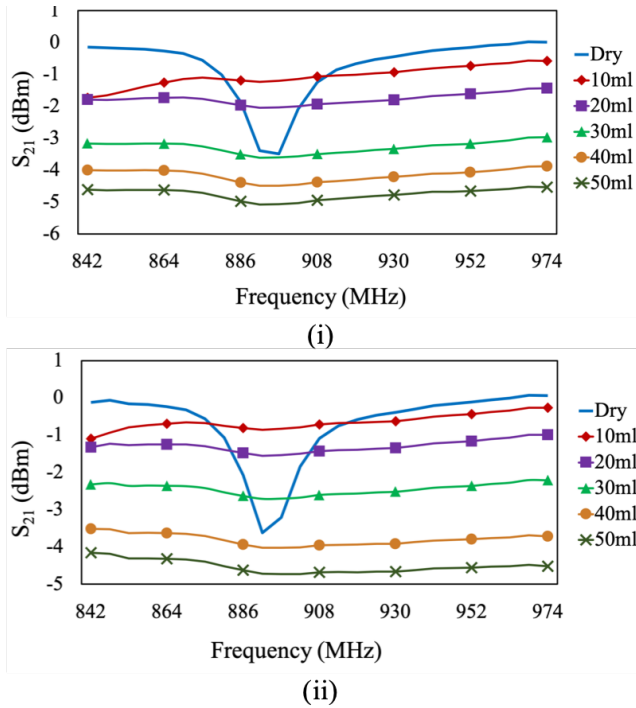 1
0
-1
-2
-3
-4
-5
-6
S21 (dBm)
842 864 886 908 930 952 974
Frequency (MHz)
Dry
10ml
20ml
30ml
40ml
50ml
(i)
1
0
-1
-2
-3
-4
-5
S21 (dBm)
842 864 886 908 930 952 974
Frequency (MHz)
Dry
10ml
20ml
30ml
40ml
50ml
(ii)